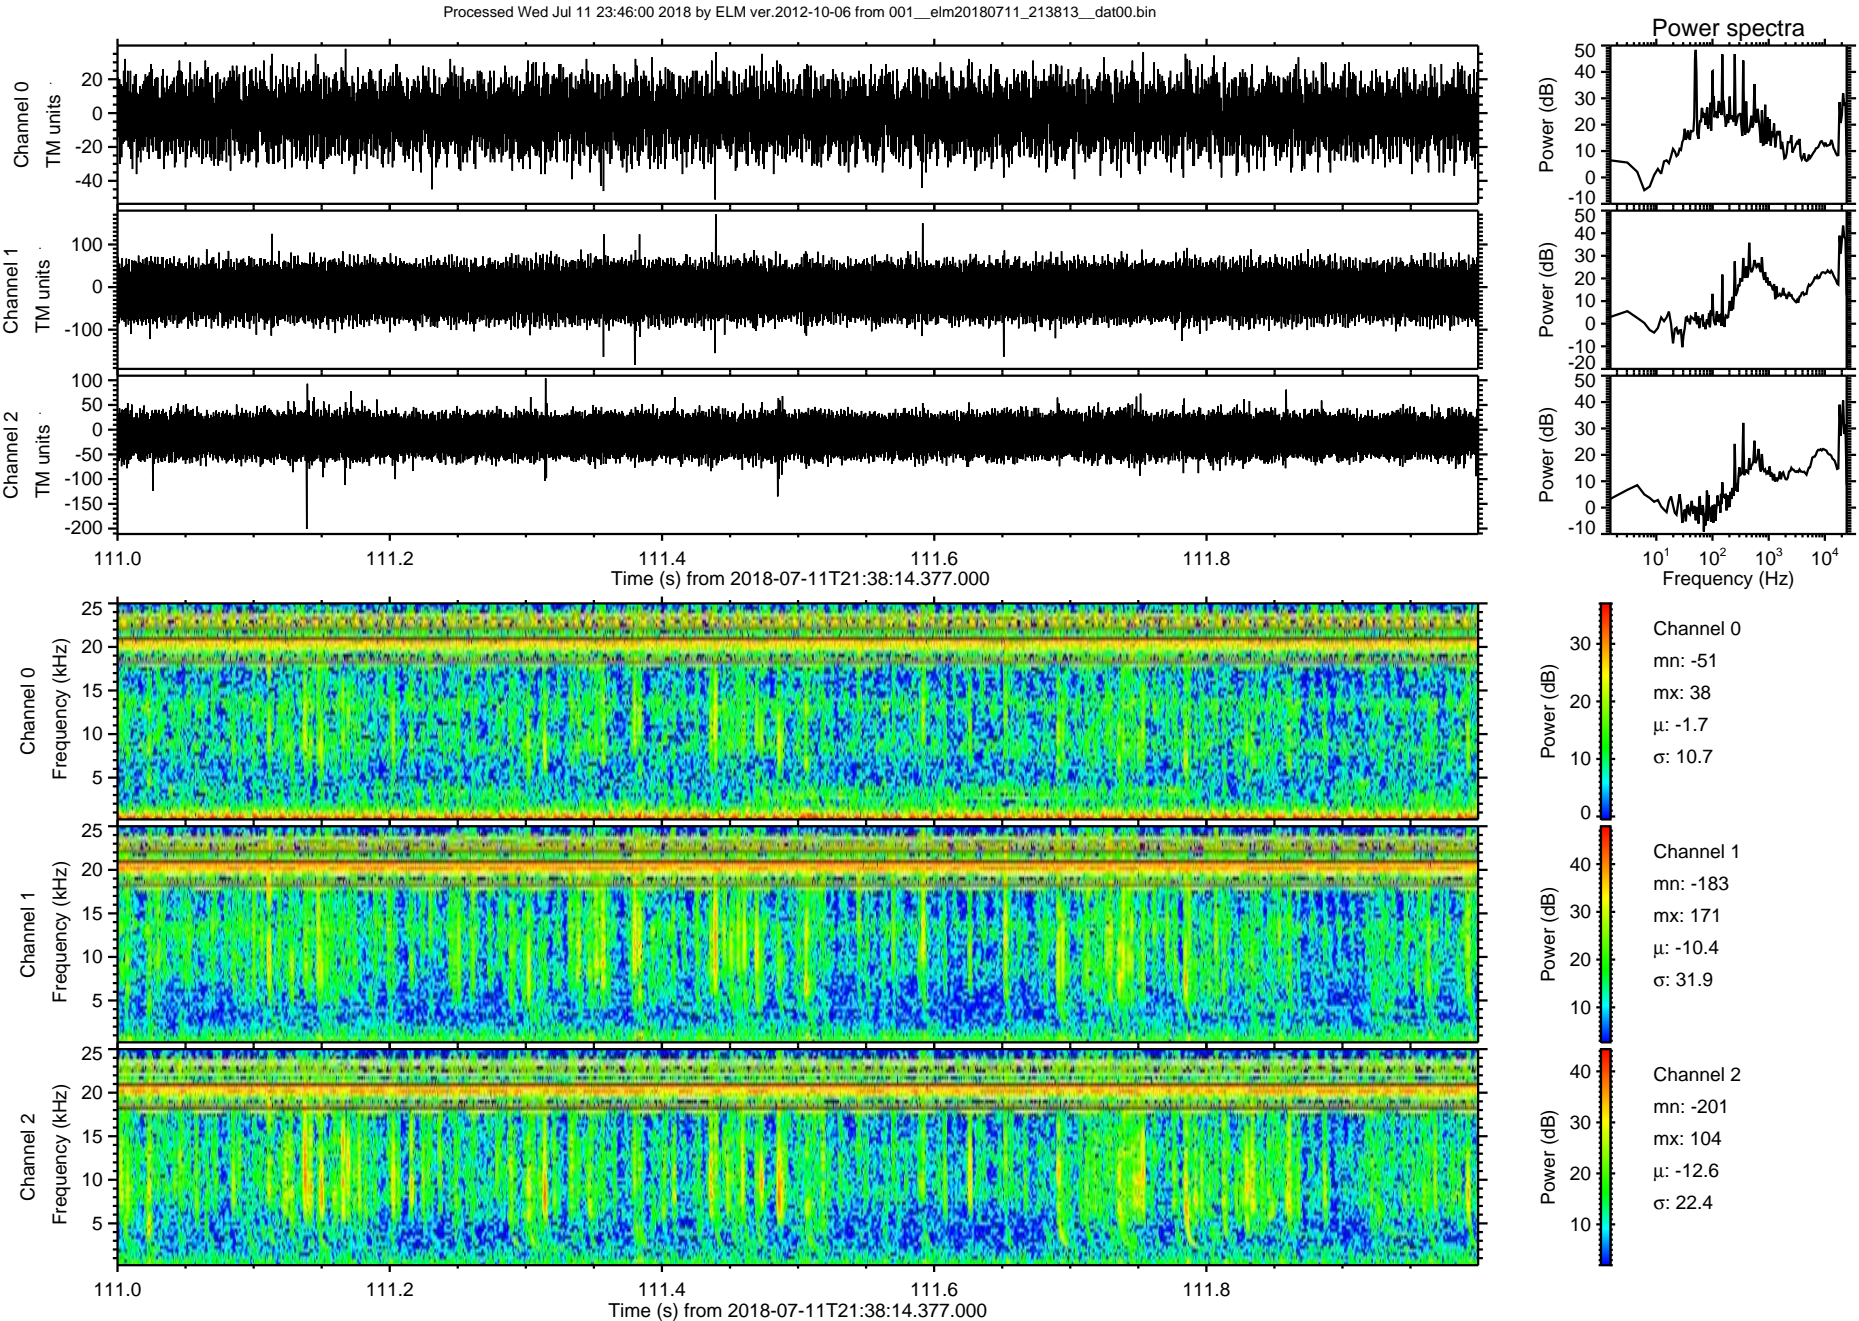 Processed Wed Jul 11 23:46:00 2018 by ELM ver.2012-10-06 from 001__elm20180711_213813__dat00.bin
Power spectra
Channel 0
TM units
20
0
-20
-40
Power (dB)
50
40
30
20
10
0
-10
Channel 1
TM units
100
0
-100
Power (dB)
50
40
30
20
10
0
-10
-20
Channel 2
TM units
100
50
0
-50
-100
-150
-200
Power (dB)
50
40
30
20
10
0
-10
111.0 111.2 111.4 111.6 111.8
Time (s) from 2018-07-11T21:38:14.377.000
10^1 10^2 10^3 10^4
Frequency (Hz)
Channel 0
Frequency (kHz)
25
20
15
10
5
Power (dB)
30
20
10
0
Channel 0
mn: -51
mx: 38
μ: -1.7
σ: 10.7
Channel 1
Frequency (kHz)
25
20
15
10
5
Power (dB)
40
30
20
10
Channel 1
mn: -183
mx: 171
μ: -10.4
σ: 31.9
Channel 2
Frequency (kHz)
25
20
15
10
5
Power (dB)
40
30
20
10
Channel 2
mn: -201
mx: 104
μ: -12.6
σ: 22.4
111.0 111.2 111.4 111.6 111.8
Time (s) from 2018-07-11T21:38:14.377.000